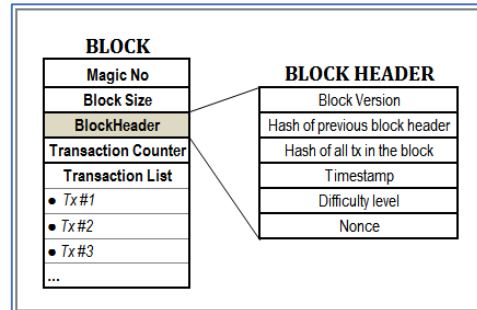 BLOCK
Magic No
Block Size
BlockHeader
Transaction Counter
Transaction List
● Tx #1
● Tx #2
● Tx #3
...
BLOCK HEADER
Block Version
Hash of previous block header
Hash of all tx in the block
Timestamp
Difficulty level
Nonce